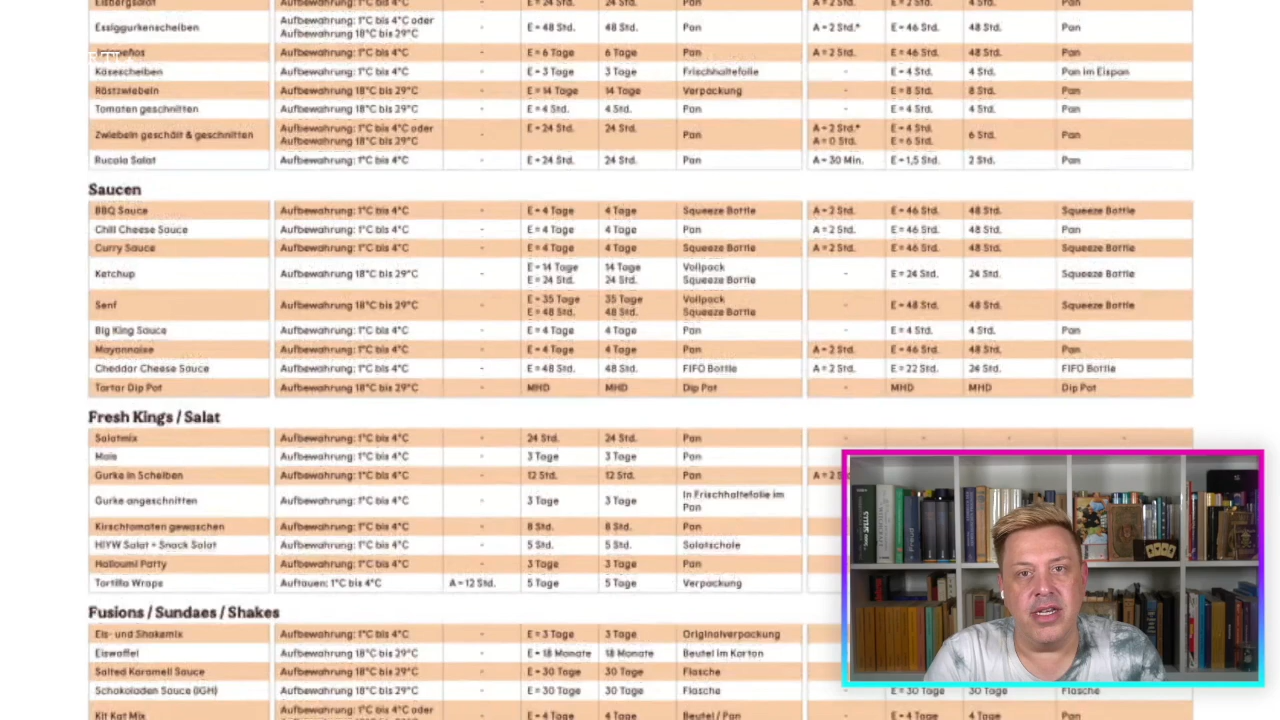 Eisbergsalat Aufbewahrung: 1°C bis 4°C - E = 24 Std. 24 Std. Pan A = 2 Std. E = 2 Std. 4 Std. Pan
Essiggurkenscheiben Aufbewahrung: 1°C bis 4°C oder Aufbewahrung 18°C bis 29°C - E = 48 Std. 48 Std. Pan A = 2 Std.* E = 46 Std. 48 Std. Pan
Aufbewahrung: 1°C bis 4°C - E = 6 Tage 6 Tage Pan A = 2 Std. E = 46 Std. 48 Std. Pan
Käsescheiben Aufbewahrung: 1°C bis 4°C - E = 3 Tage 3 Tage Frischhaltefolie - E = 4 Std. 4 Std. Pan im Eispan
Röstzwiebeln Aufbewahrung 18°C bis 29°C - E = 14 Tage 14 Tage Verpackung - E = 8 Std. 8 Std. Pan
Tomaten geschnitten Aufbewahrung 18°C bis 29°C - E = 4 Std. 4 Std. Pan - E = 4 Std. 4 Std. Pan
Zwiebeln geschält & geschnitten Aufbewahrung: 1°C bis 4°C oder Aufbewahrung 18°C bis 29°C - E = 24 Std. 24 Std. Pan A = 2 Std.* A = 0 Std. E = 4 Std. E = 6 Std. 6 Std. Pan
Rucola Salat Aufbewahrung: 1°C bis 4°C - E = 24 Std. 24 Std. Pan A = 30 Min. E = 1,5 Std. 2 Std. Pan
Saucen
BBQ Sauce Aufbewahrung: 1°C bis 4°C - E = 4 Tage 4 Tage Squeeze Bottle A = 2 Std. E = 46 Std. 48 Std. Squeeze Bottle
Chili Cheese Sauce Aufbewahrung: 1°C bis 4°C - E = 4 Tage 4 Tage Pan A = 2 Std. E = 46 Std. 48 Std. Pan
Curry Sauce Aufbewahrung: 1°C bis 4°C - E = 4 Tage 4 Tage Squeeze Bottle A = 2 Std. E = 46 Std. 48 Std. Squeeze Bottle
Ketchup Aufbewahrung 18°C bis 29°C - E = 14 Tage E = 24 Std. 14 Tage 24 Std. Vollpack Squeeze Bottle - E = 24 Std. 24 Std. Squeeze Bottle
Senf Aufbewahrung 18°C bis 29°C - E = 35 Tage E = 48 Std. 35 Tage 48 Std. Vollpack Squeeze Bottle - E = 48 Std. 48 Std. Squeeze Bottle
Big King Sauce Aufbewahrung: 1°C bis 4°C - E = 4 Tage 4 Tage Pan - E = 4 Std. 4 Std. Pan
Mayonnaise Aufbewahrung: 1°C bis 4°C - E = 4 Tage 4 Tage Pan A = 2 Std. E = 46 Std. 48 Std. Pan
Cheddar Cheese Sauce Aufbewahrung: 1°C bis 4°C - E = 48 Std. 48 Std. FIFO Bottle A = 2 Std. E = 22 Std. 24 Std. FIFO Bottle
Tartar Dip Pot Aufbewahrung 18°C bis 29°C - MHD MHD Dip Pot - MHD MHD Dip Pot
Fresh Kings / Salat
Salatmix Aufbewahrung: 1°C bis 4°C - 24 Std. 24 Std. Pan - - - -
Mais Aufbewahrung: 1°C bis 4°C - 3 Tage 3 Tage Pan
Gurke in Scheiben Aufbewahrung: 1°C bis 4°C - 12 Std. 12 Std. Pan A = 2
Gurke angeschnitten Aufbewahrung: 1°C bis 4°C - 3 Tage 3 Tage In Frischhaltefolie im Pan
Kirschtomaten gewaschen Aufbewahrung: 1°C bis 4°C - 8 Std. 8 Std. Pan
HIYW Salat + Snack Salat Aufbewahrung: 1°C bis 4°C - 5 Std. 5 Std. Salatschale
Halloumi Patty Aufbewahrung: 1°C bis 4°C - 3 Tage 3 Tage Pan
Tortilla Wraps Auftauen: 1°C bis 4°C A = 12 Std. 5 Tage 5 Tage Verpackung
Fusions / Sundaes / Shakes
Eis- und Shakemix Aufbewahrung: 1°C bis 4°C - E = 3 Tage 3 Tage Originalverpackung
Eiswaffel Aufbewahrung 18°C bis 29°C - E = 18 Monate 18 Monate Beutel im Karton
Salted Karamell Sauce Aufbewahrung 18°C bis 29°C - E = 30 Tage 30 Tage Flasche
Schokoladen Sauce (IGH) Aufbewahrung 18°C bis 29°C - E = 30 Tage 30 Tage Flasche E = 30 Tage 30 Tage Flasche
Kit Kat Mix Aufbewahrung: 1°C bis 4°C oder - E = 4 Tage 4 Tage Beutel / Pan